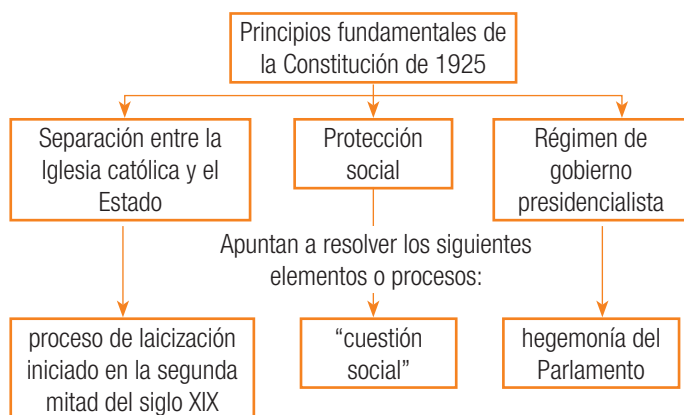 Principios fundamentales de
la Constitución de 1925
Separación entre la
Iglesia católica y el
Estado
Protección
social
Régimen de
gobierno
presidencialista
Apuntan a resolver los siguientes
elementos o procesos:
proceso de laicización
iniciado en la segunda
mitad del siglo XIX
“cuestión
social”
hegemonía del
Parlamento